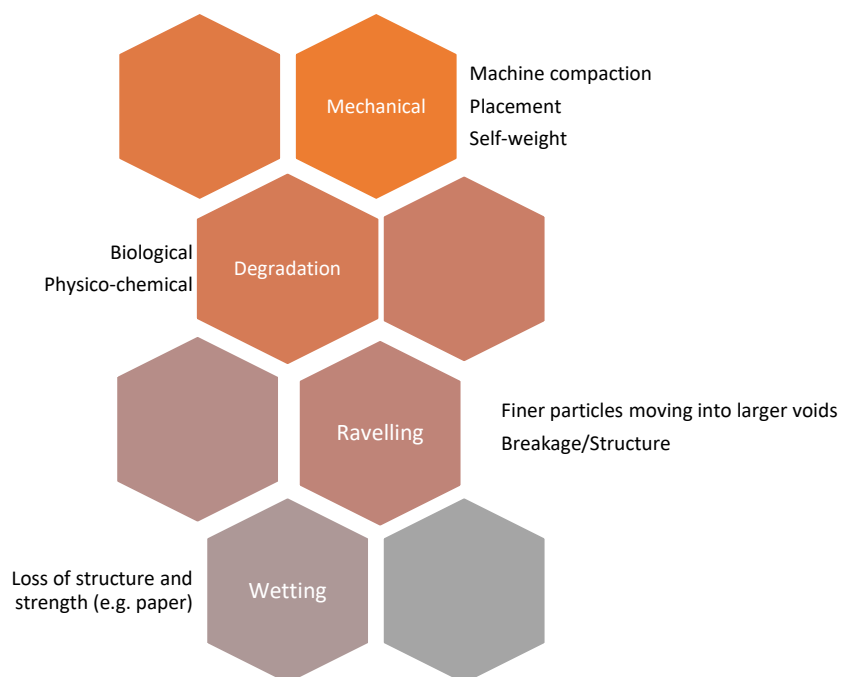 Mechanical
Machine compaction
Placement
Self-weight
Biological
Physico-chemical
Degradation
Ravelling
Finer particles moving into larger voids
Breakage/Structure
Loss of structure and
strength (e.g. paper)
Wetting